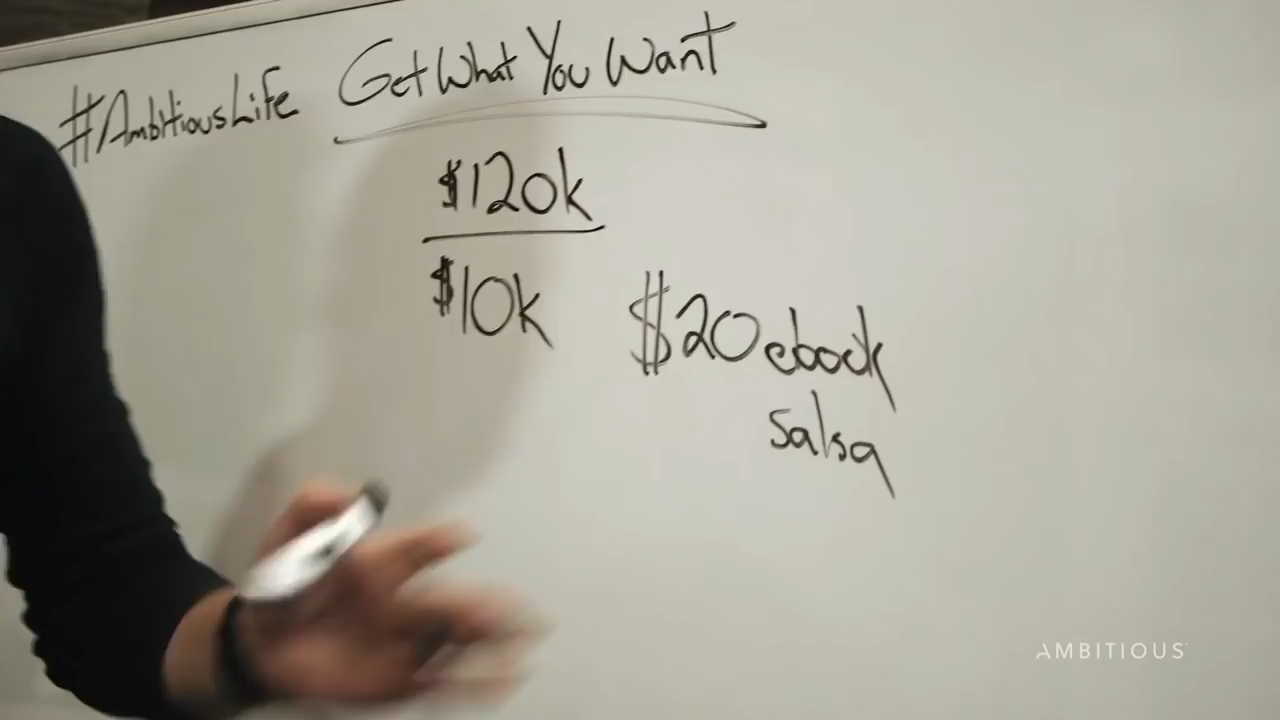 #AmbitiousLife Get What You Want
$120k
$10k
$20 ebook
salsa
AMBITIOUS